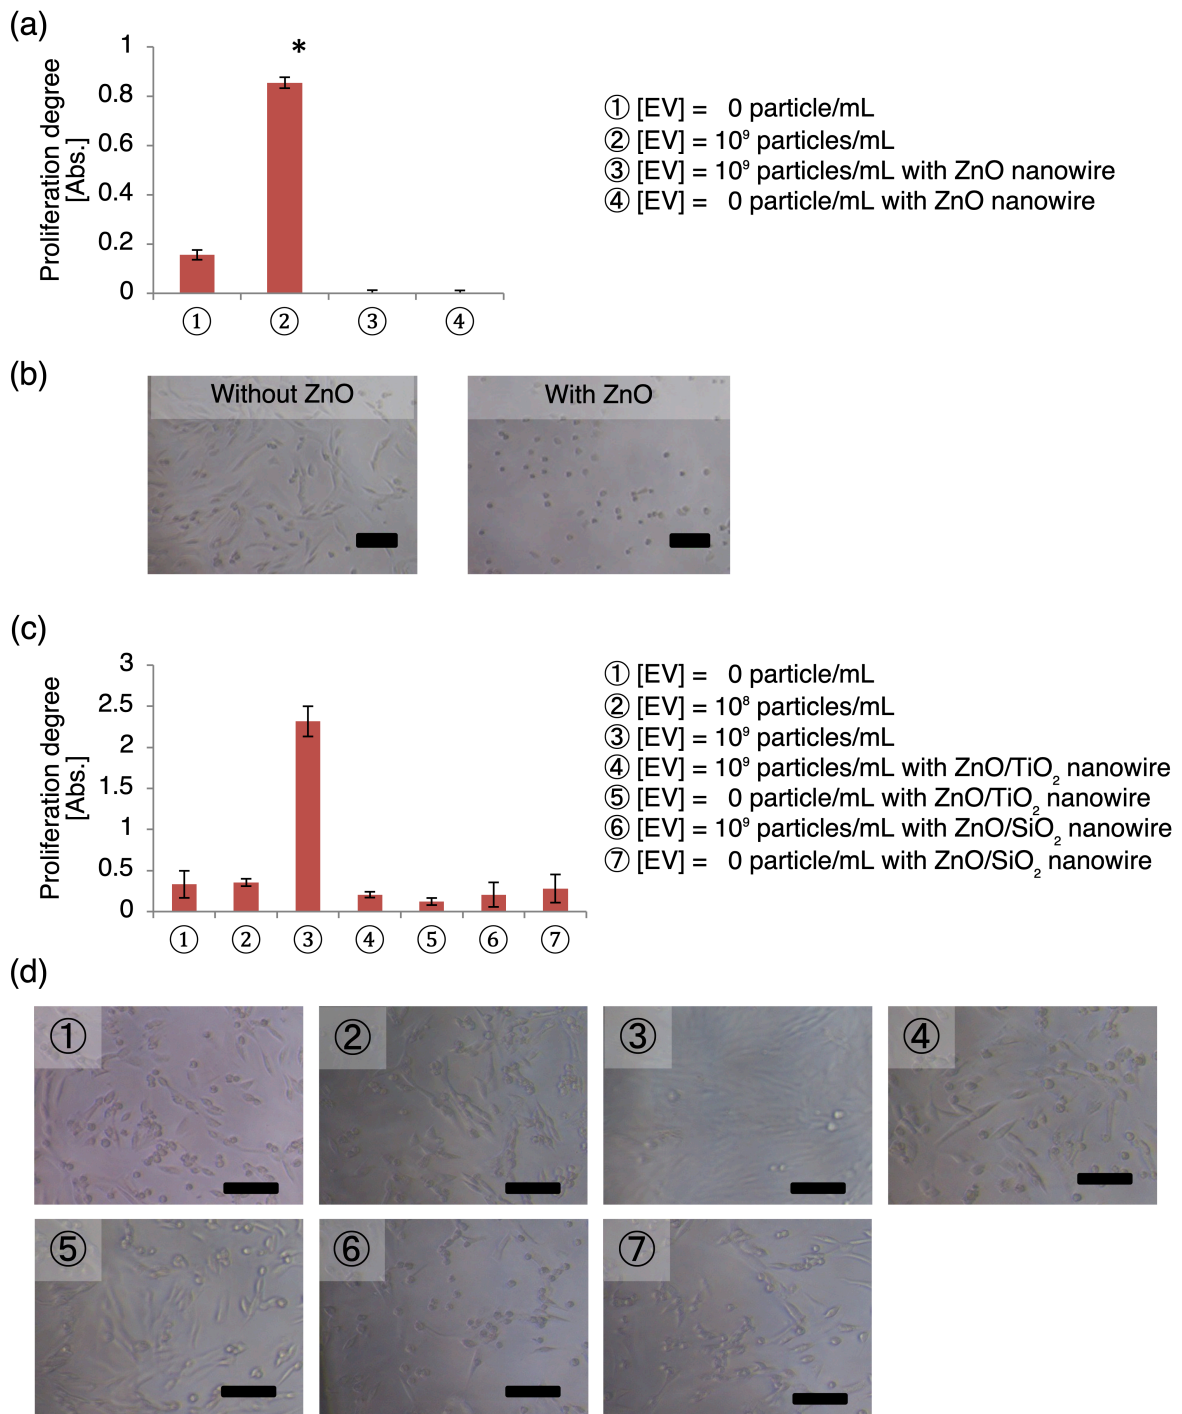 (a)
Proliferation degree
[Abs.]
1
0.8
0.6
0.4
0.2
0
*
① ② ③ ④
① [EV] = 0 particle/mL
② [EV] = 10⁹ particles/mL
③ [EV] = 10⁹ particles/mL with ZnO nanowire
④ [EV] = 0 particle/mL with ZnO nanowire
(b)
Without ZnO
With ZnO
(c)
Proliferation degree
[Abs.]
3
2.5
2
1.5
1
0.5
0
① ② ③ ④ ⑤ ⑥ ⑦
① [EV] = 0 particle/mL
② [EV] = 10⁸ particles/mL
③ [EV] = 10⁹ particles/mL
④ [EV] = 10⁹ particles/mL with ZnO/TiO₂ nanowire
⑤ [EV] = 0 particle/mL with ZnO/TiO₂ nanowire
⑥ [EV] = 10⁹ particles/mL with ZnO/SiO₂ nanowire
⑦ [EV] = 0 particle/mL with ZnO/SiO₂ nanowire
(d)
① ② ③ ④
⑤ ⑥ ⑦